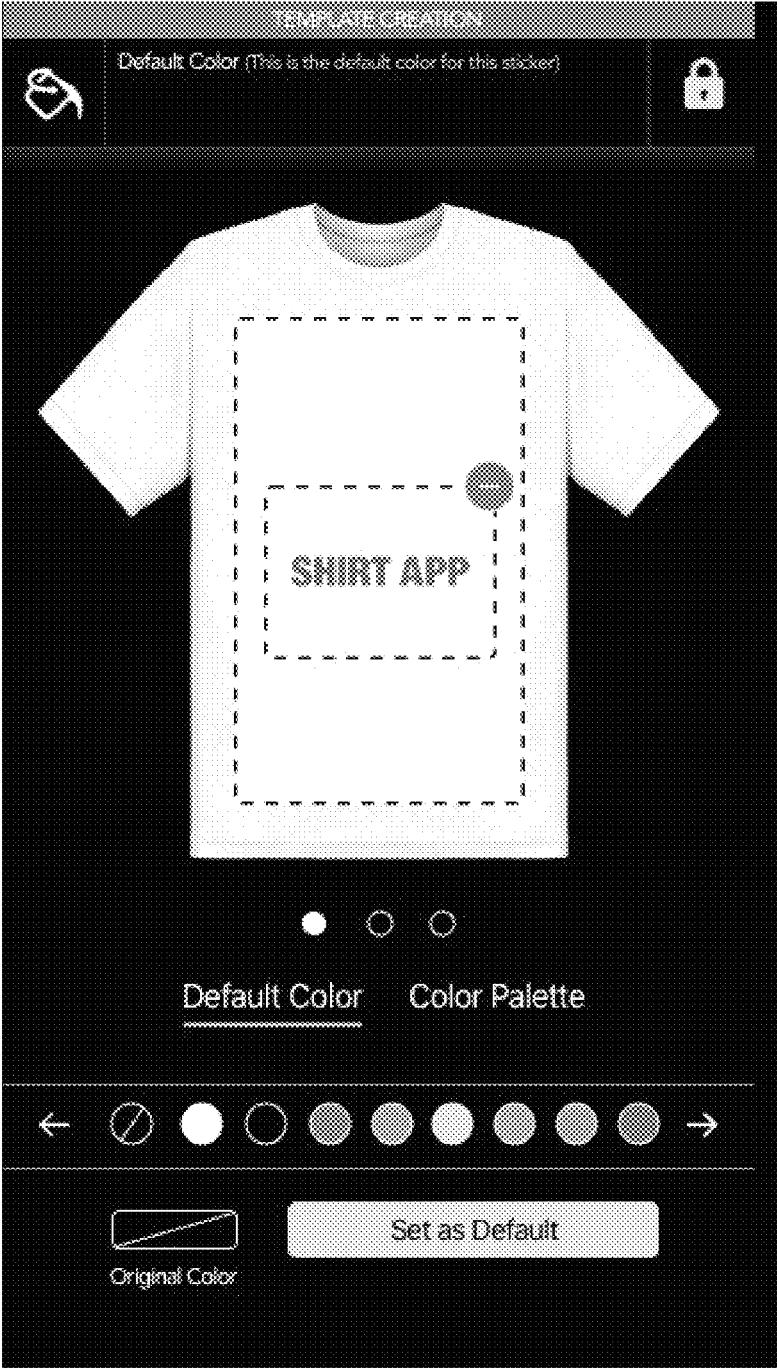 TEMPLATE CREATION
Default Color (This is the default color for this sticker)
SHIRT APP
Default Color Color Palette
Set as Default
Original Color